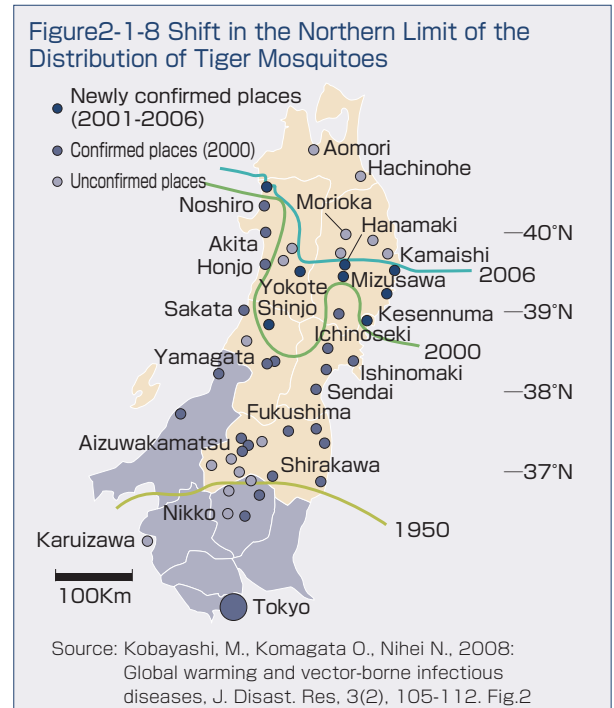 Figure2-1-8 Shift in the Northern Limit of the
Distribution of Tiger Mosquitoes
Newly confirmed places
(2001-2006)
Confirmed places (2000)
Unconfirmed places
Aomori
Hachinohe
Noshiro
Morioka
Hanamaki
Akita
Kamaishi
—40°N
Honjo
2006
Yokote
Mizusawa
Sakata
Shinjo
Kesennuma
—39°N
Ichinoseki
2000
Yamagata
Ishinomaki
Sendai
—38°N
Fukushima
Aizuwakamatsu
Shirakawa
—37°N
Nikko
1950
Karuizawa
100Km
Tokyo
Source: Kobayashi, M., Komagata O., Nihei N., 2008:
Global warming and vector-borne infectious
diseases, J. Disast. Res, 3(2), 105-112. Fig.2